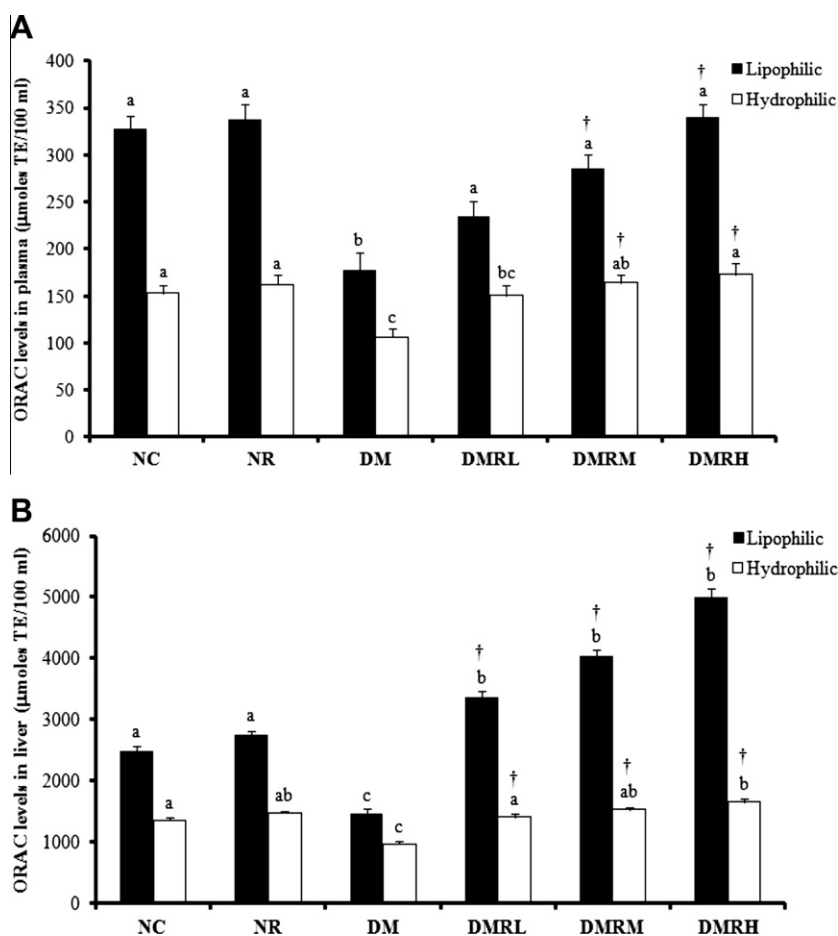 A
ORAC levels in plasma (μmoles TE/100 ml)
400
350
300
250
200
150
100
50
0
Lipophilic
Hydrophilic
a
a
a
a
b
c
a
bc
†
a
†
ab
†
a
†
a
NC NR DM DMRL DMRM DMRH
B
ORAC levels in liver (μmoles TE/100 ml)
6000
5000
4000
3000
2000
1000
0
Lipophilic
Hydrophilic
a
a
a
ab
c
c
†
b
†
a
†
b
†
ab
†
b
†
b
NC NR DM DMRL DMRM DMRH